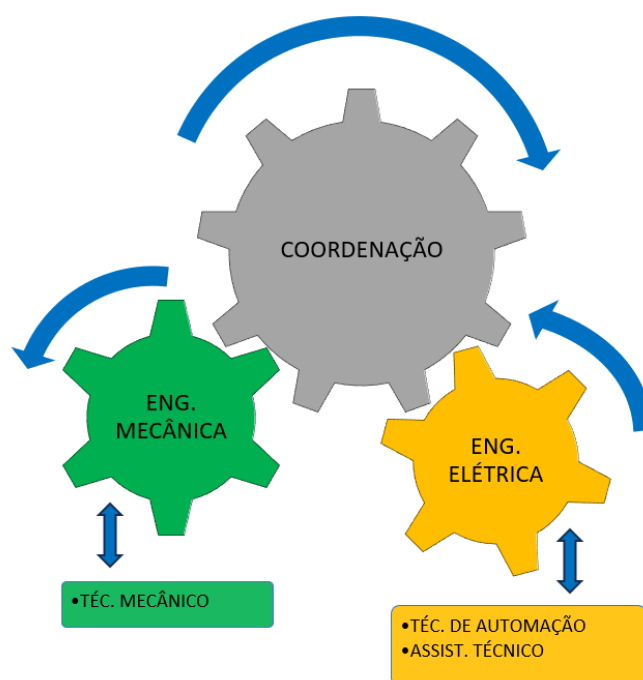 COORDENAÇÃO
ENG.
MECÂNICA
ENG.
ELÉTRICA
•TÉC. MECÂNICO
•TÉC. DE AUTOMAÇÃO
•ASSIST. TÉCNICO